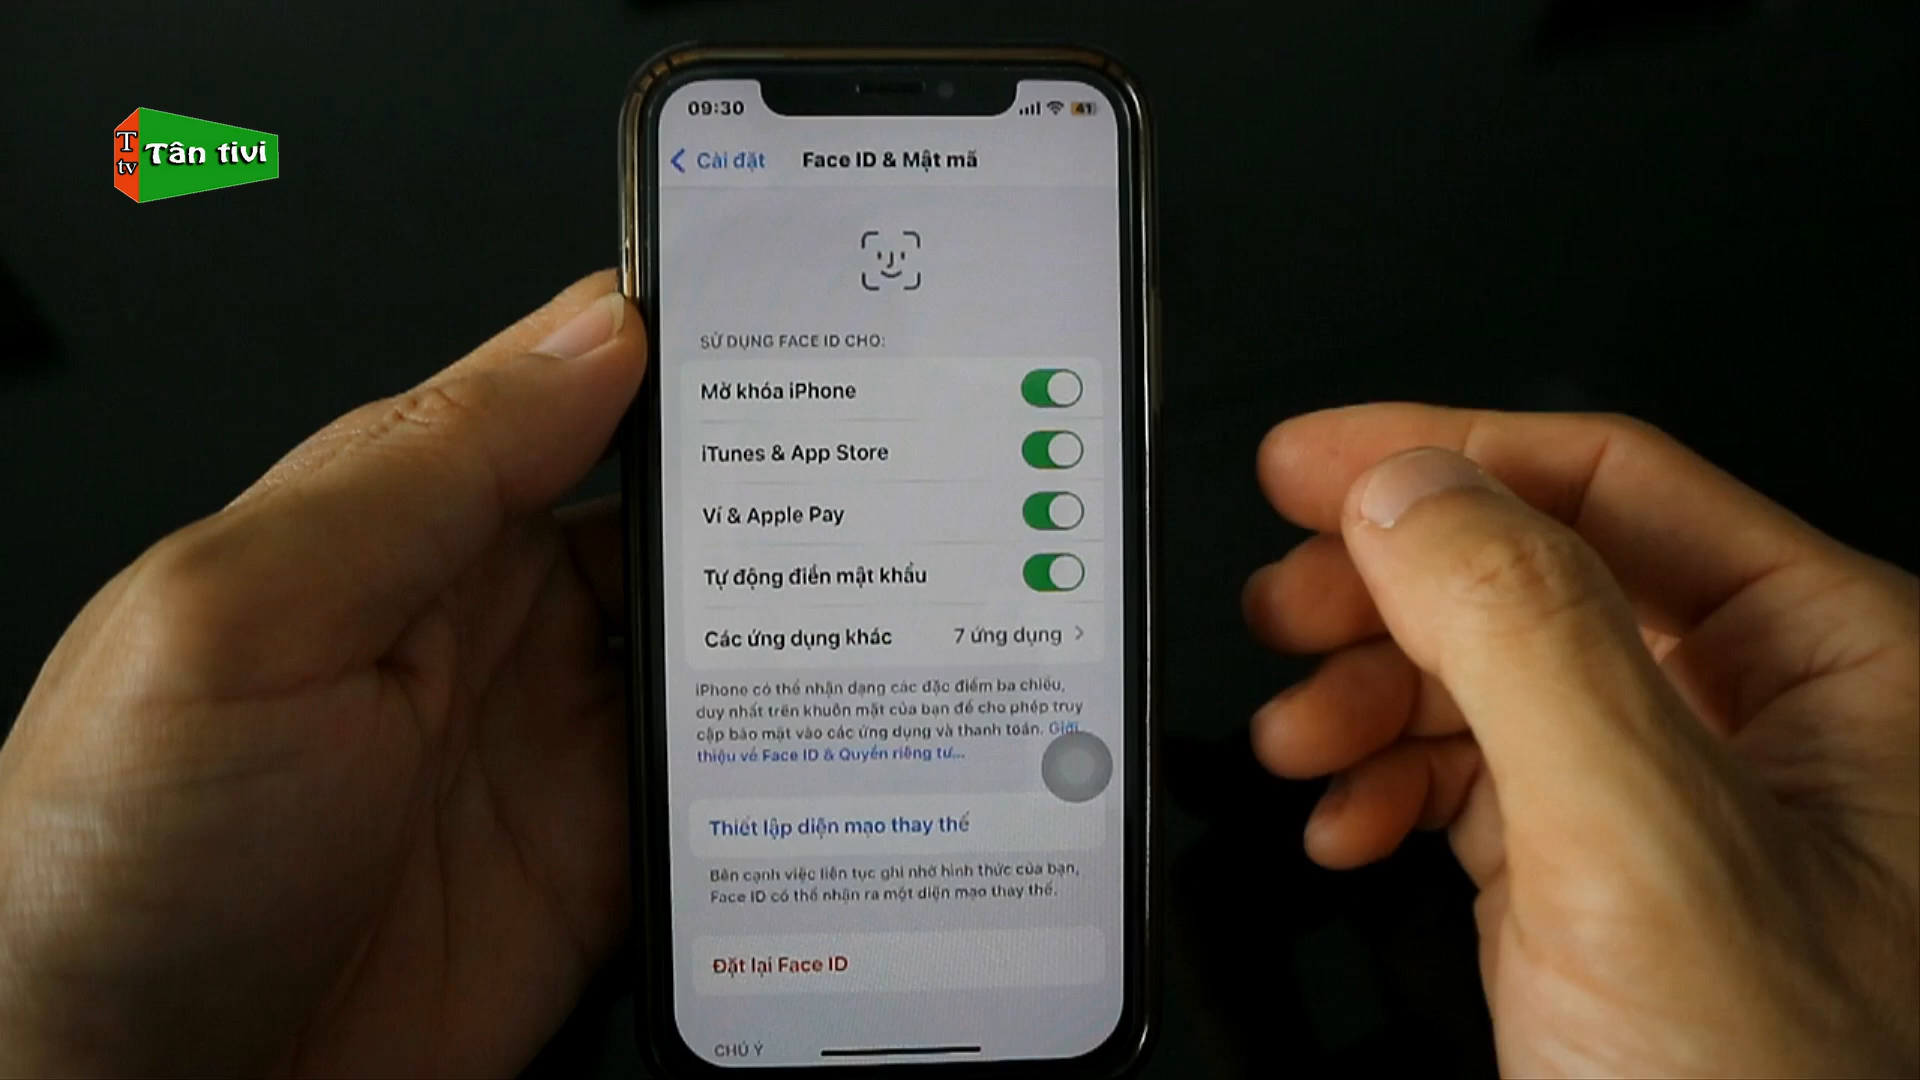 T
tv
Tân tivi
09:30
41
Cài đặt
Face ID & Mật mã
SỬ DỤNG FACE ID CHO:
Mở khóa iPhone
iTunes & App Store
Ví & Apple Pay
Tự động điền mật khẩu
Các ứng dụng khác
7 ứng dụng
iPhone có thể nhận dạng các đặc điểm ba chiều,
duy nhất trên khuôn mặt của bạn để cho phép truy
cập bảo mật vào các ứng dụng và thanh toán. Giới
thiệu về Face ID & Quyền riêng tư...
Thiết lập diện mạo thay thế
Bên cạnh việc liên tục ghi nhớ hình thức của bạn,
Face ID có thể nhận ra một diện mạo thay thế.
Đặt lại Face ID
CHÚ Ý